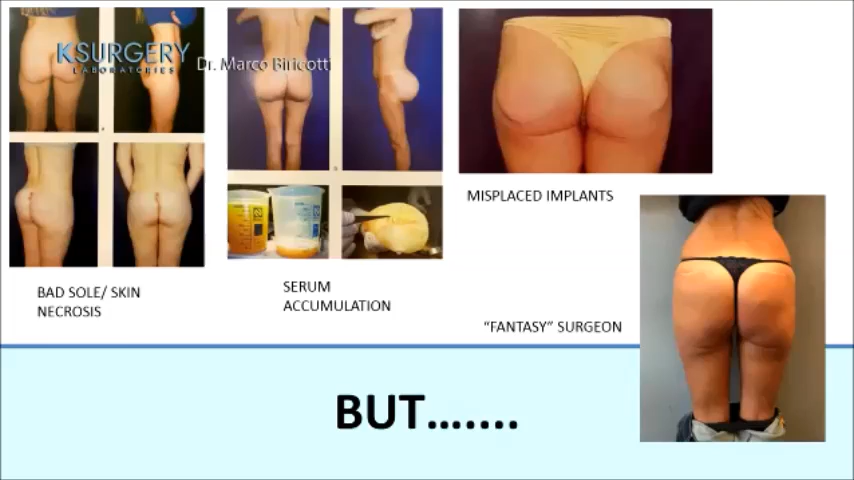 KSURGERY
LABORATORIES
Dr. Marco Biricotti
BAD SOLE/ SKIN
NECROSIS
SERUM
ACCUMULATION
MISPLACED IMPLANTS
“FANTASY” SURGEON
BUT…….